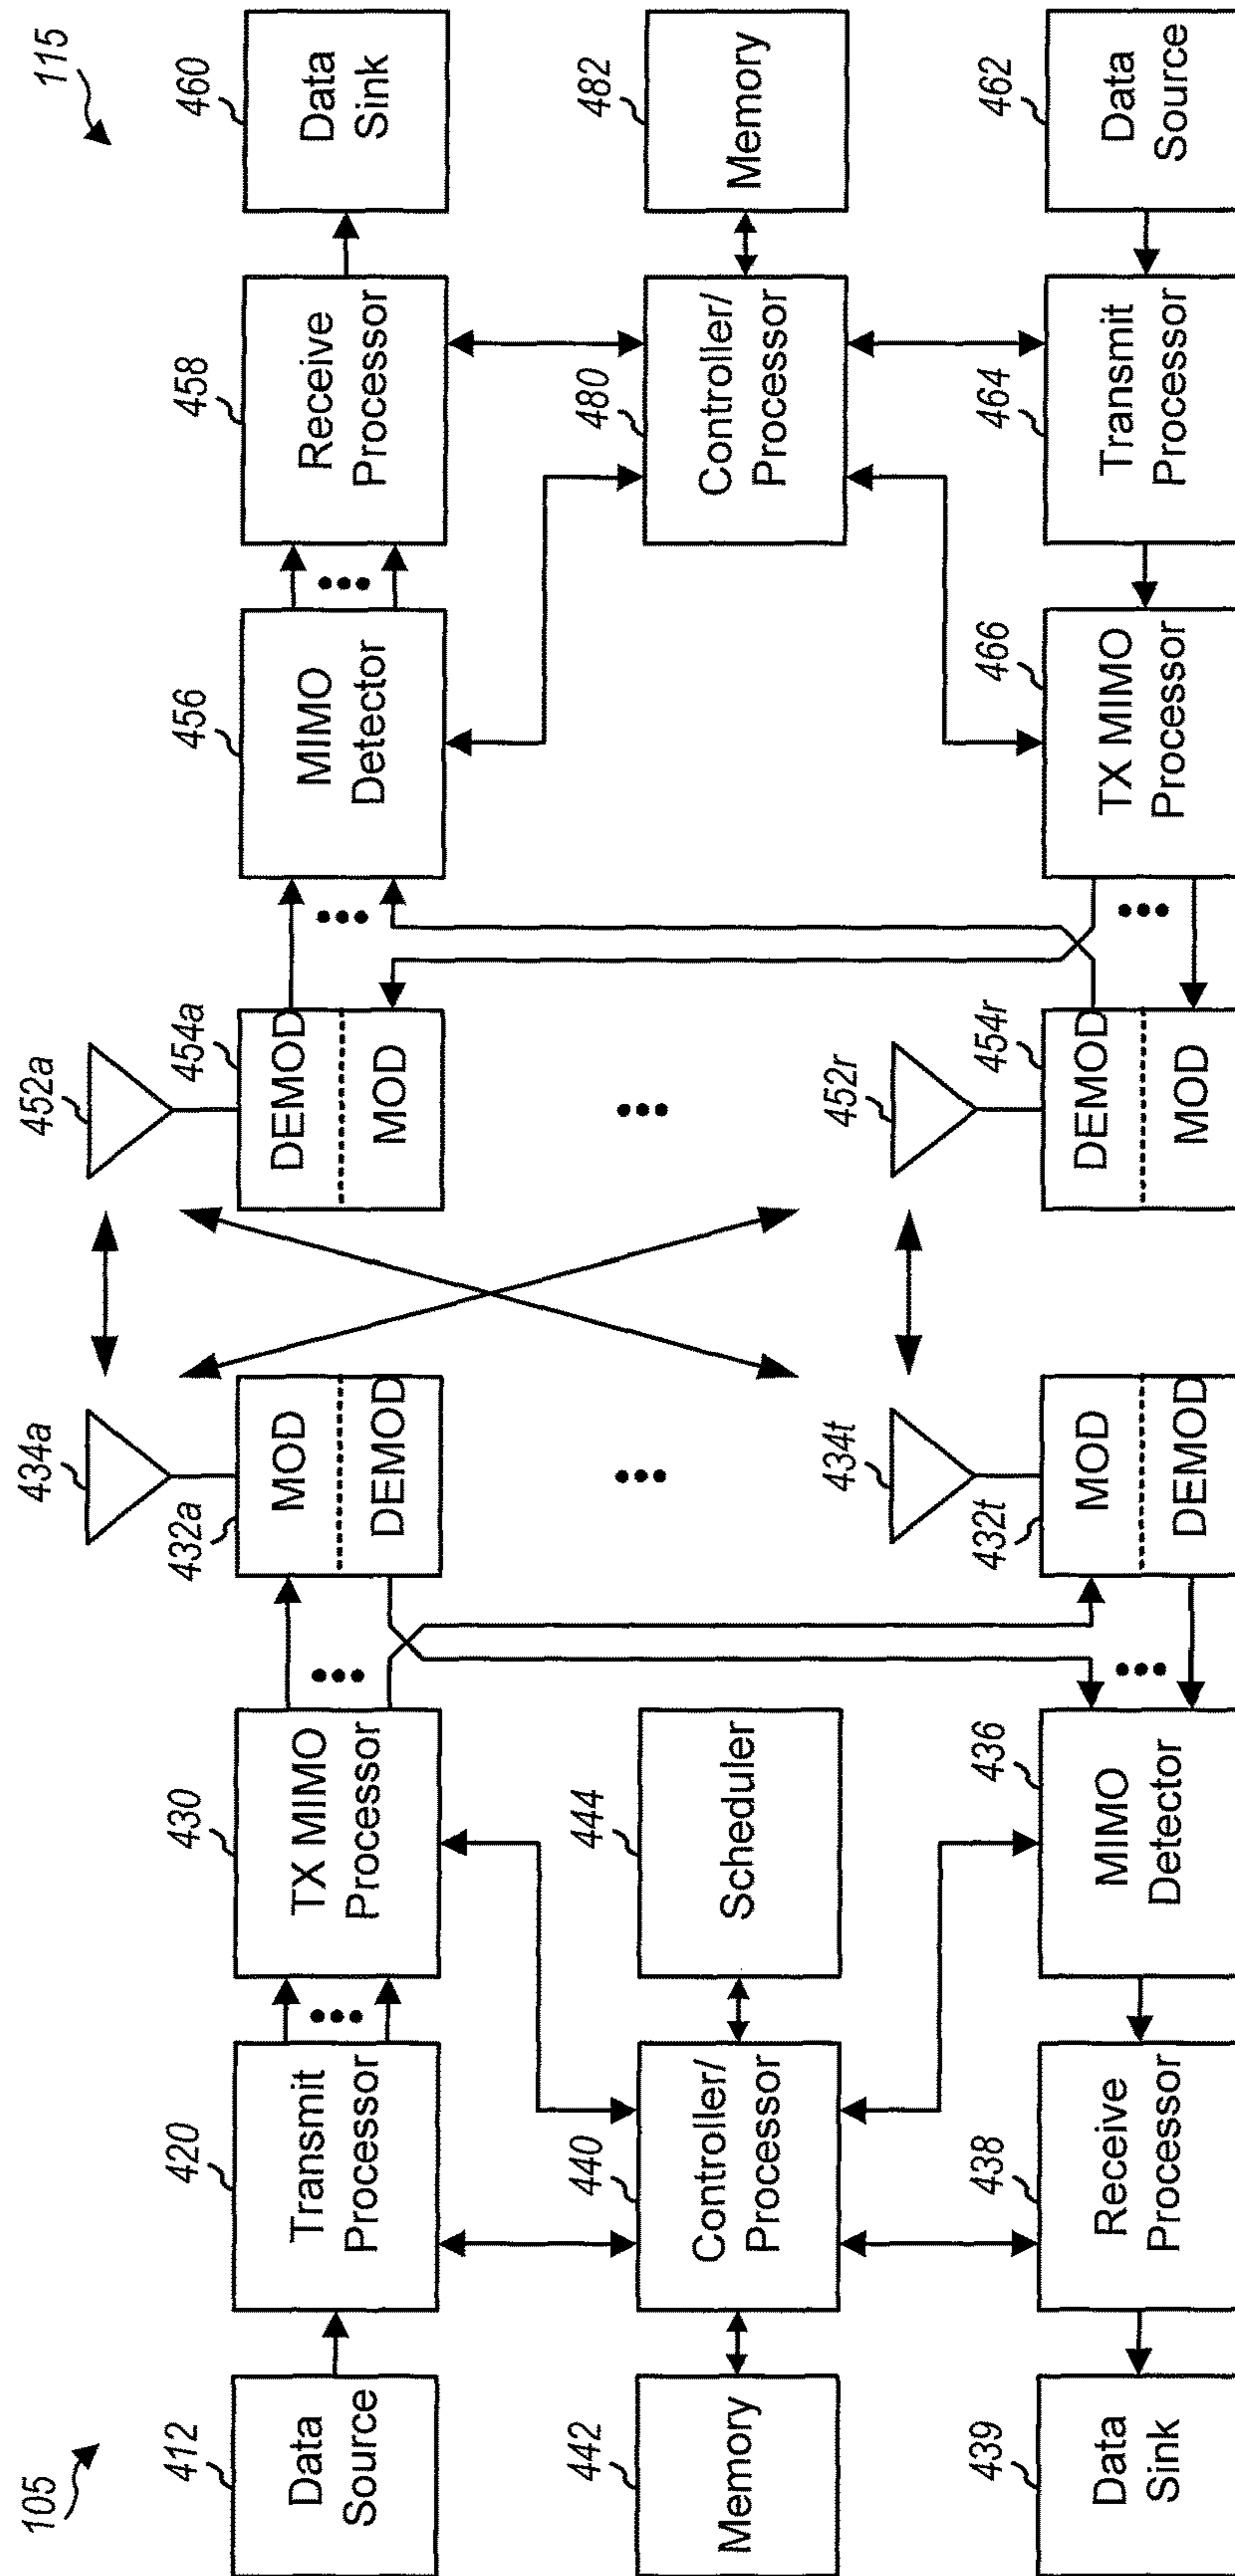 105
115
412
Data
Source
420
Transmit
Processor
430
TX MIMO
Processor
432a
MOD
DEMOD
434a
452a
454a
DEMOD
MOD
456
MIMO
Detector
458
Receive
Processor
460
Data
Sink
442
Memory
440
Controller/
Processor
444
Scheduler
480
Controller/
Processor
482
Memory
439
Data
Sink
438
Receive
Processor
436
MIMO
Detector
432t
MOD
DEMOD
434t
452r
454r
DEMOD
MOD
466
TX MIMO
Processor
464
Transmit
Processor
462
Data
Source